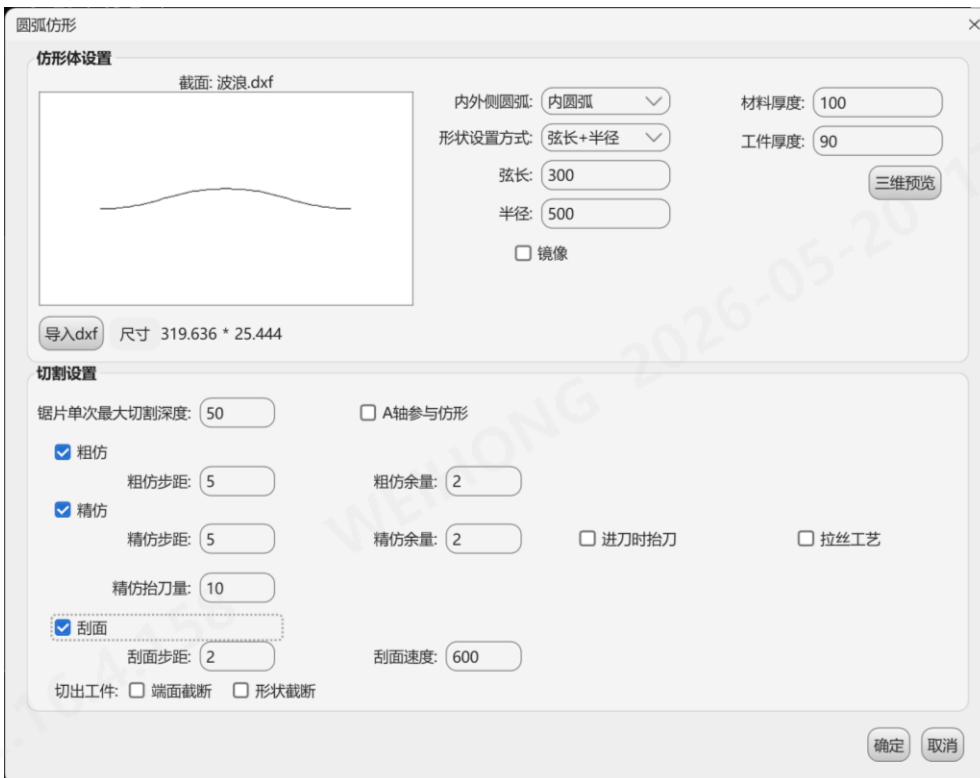 圆弧仿形
仿形体设置
截面: 波浪.dxf
内外侧圆弧: 内圆弧
材料厚度: 100
形状设置方式: 弦长+半径
工件厚度: 90
弦长: 300
三维预览
半径: 500
镜像
导入dxf 尺寸 319.636 * 25.444
切割设置
锯片单次最大切割深度: 50 A轴参与仿形
粗仿
粗仿步距: 5 粗仿余量: 2
精仿
精仿步距: 5 精仿余量: 2 进刀时抬刀 拉丝工艺
精仿抬刀量: 10
刮面
刮面步距: 2 刮面速度: 600
切出工件: 端面截断 形状截断
确定 取消
WEIHONG 2026-05-20